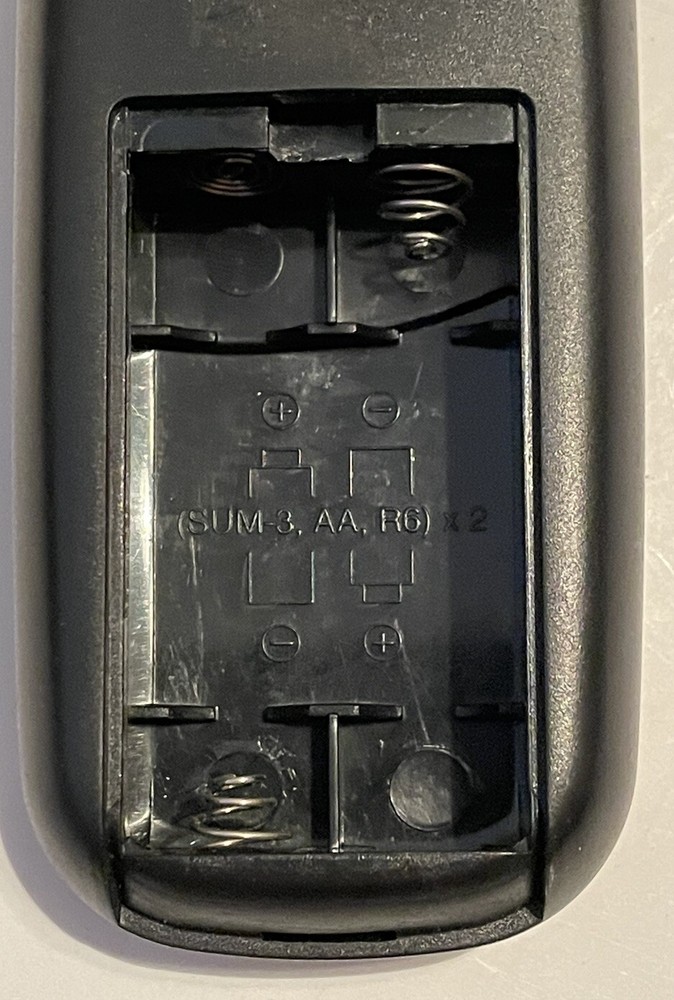 + -
(SUM-3, AA, R6) x 2
- +